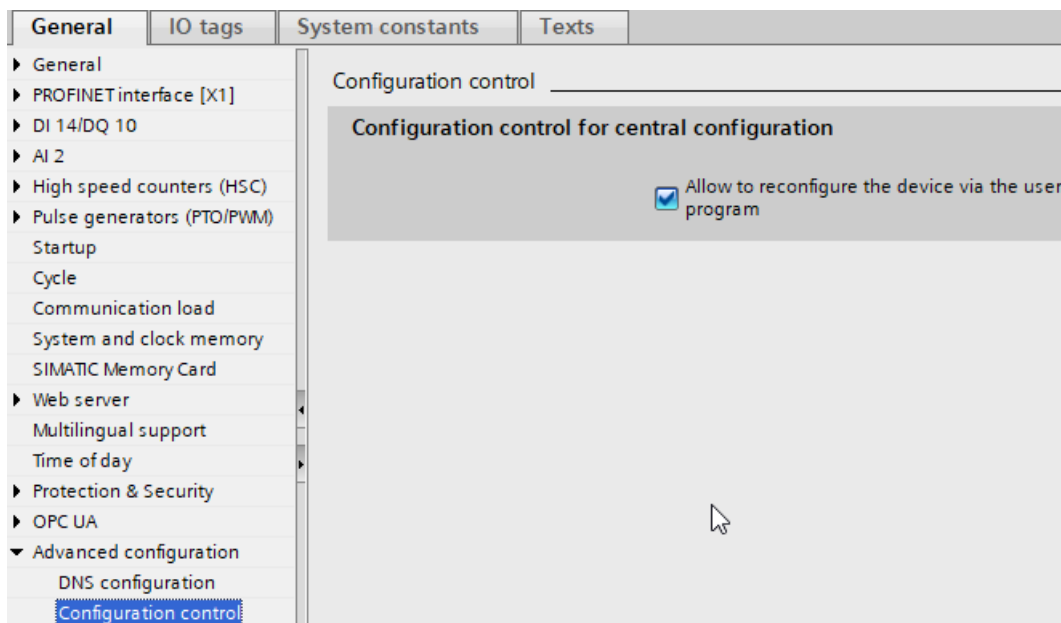 General IO tags System constants Texts
General
PROFINET interface [X1]
DI 14/DQ 10
AI 2
High speed counters (HSC)
Pulse generators (PTO/PWM)
Startup
Cycle
Communication load
System and clock memory
SIMATIC Memory Card
Web server
Multilingual support
Time of day
Protection & Security
OPC UA
Advanced configuration
DNS configuration
Configuration control
Configuration control
Configuration control for central configuration
Allow to reconfigure the device via the user
program